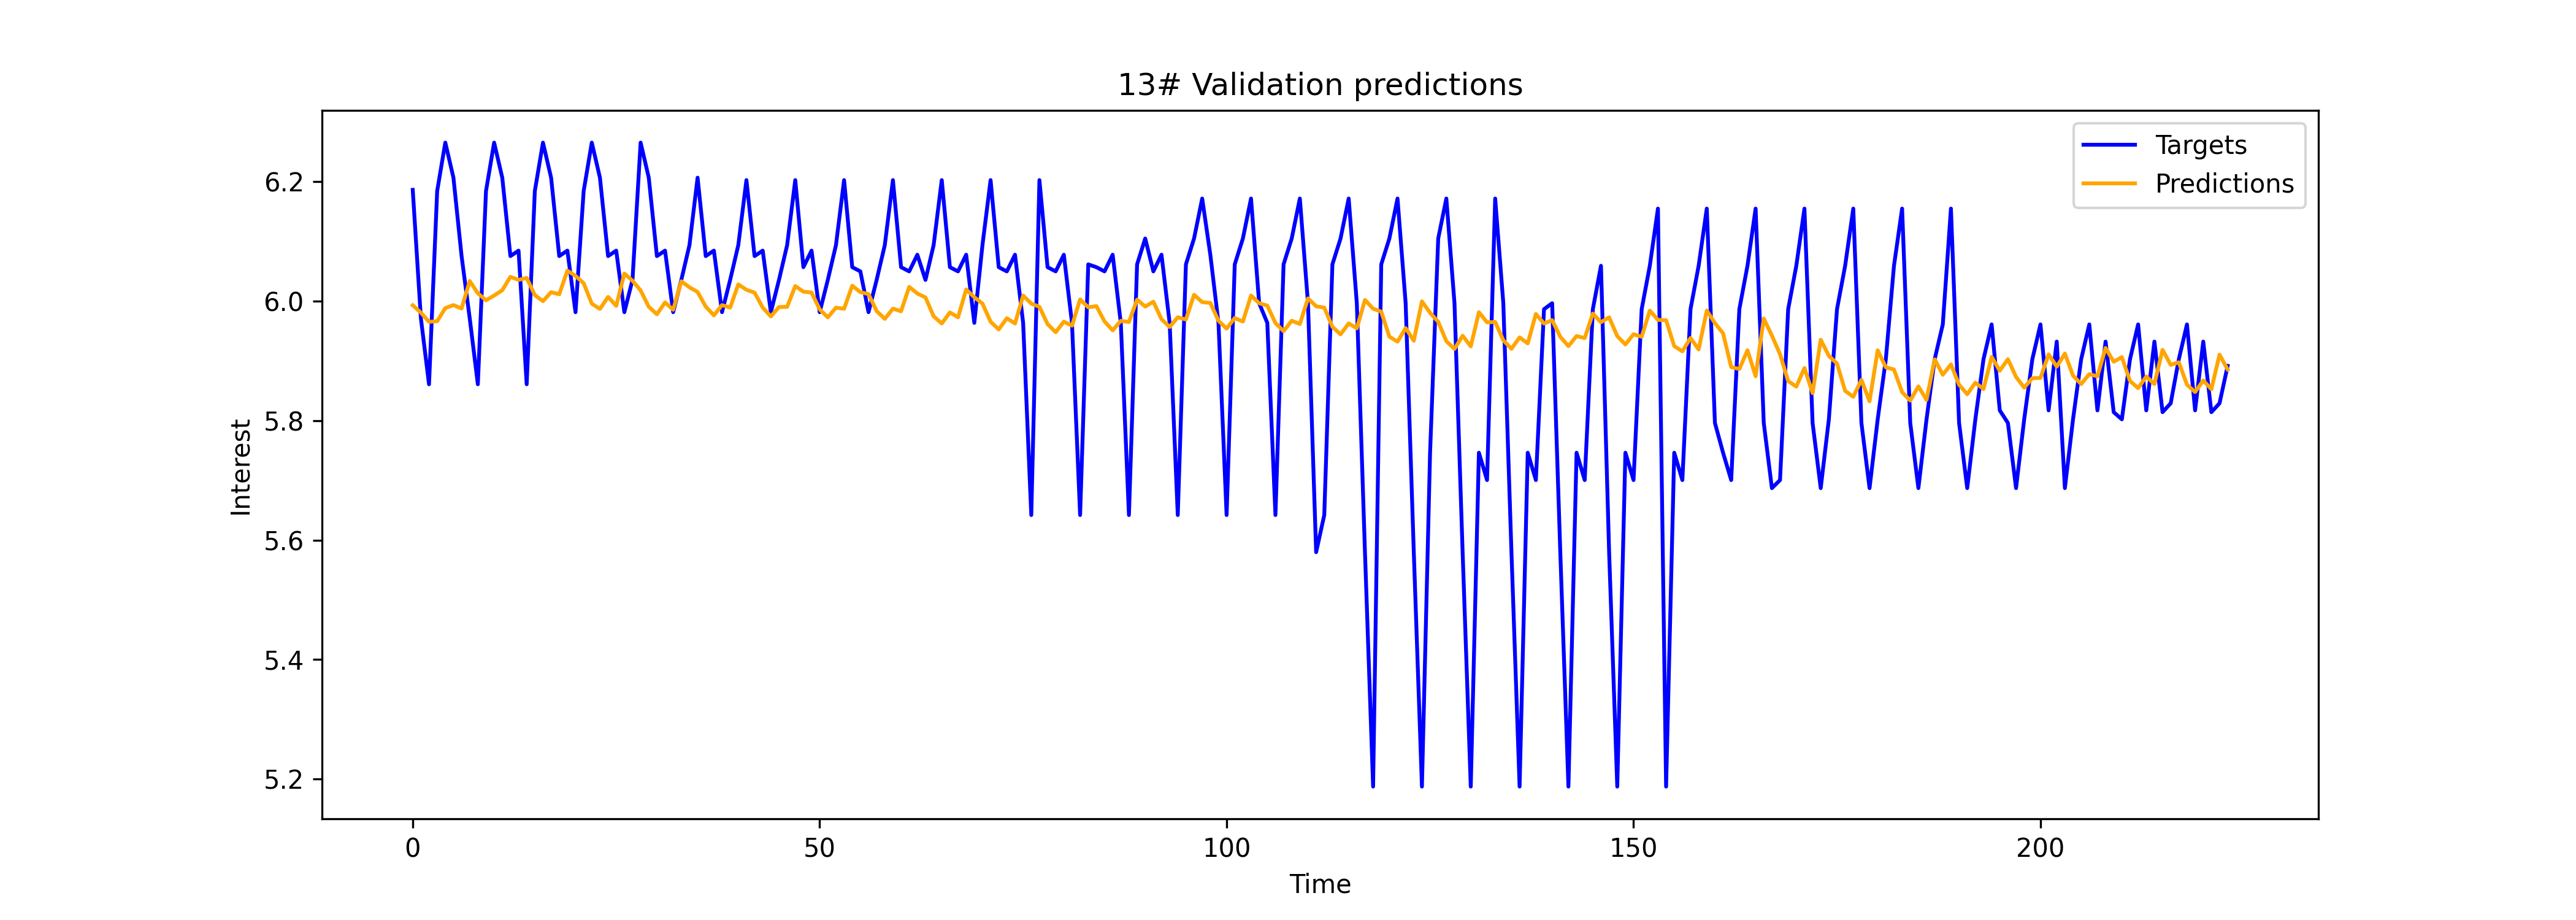 13# Validation predictions
Targets
Predictions
6.2
6.0
5.8
5.6
5.4
5.2
Interest
0
50
100
150
200
Time